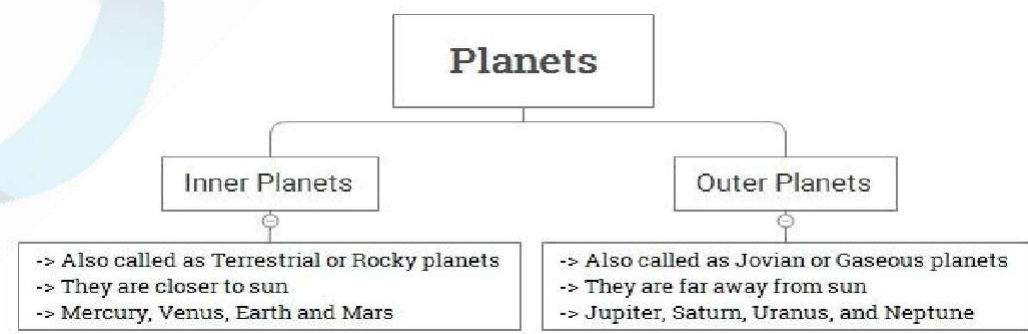 Planets
Inner Planets
-> Also called as Terrestrial or Rocky planets
-> They are closer to sun
-> Mercury, Venus, Earth and Mars
Outer Planets
-> Also called as Jovian or Gaseous planets
-> They are far away from sun
-> Jupiter, Saturn, Uranus, and Neptune